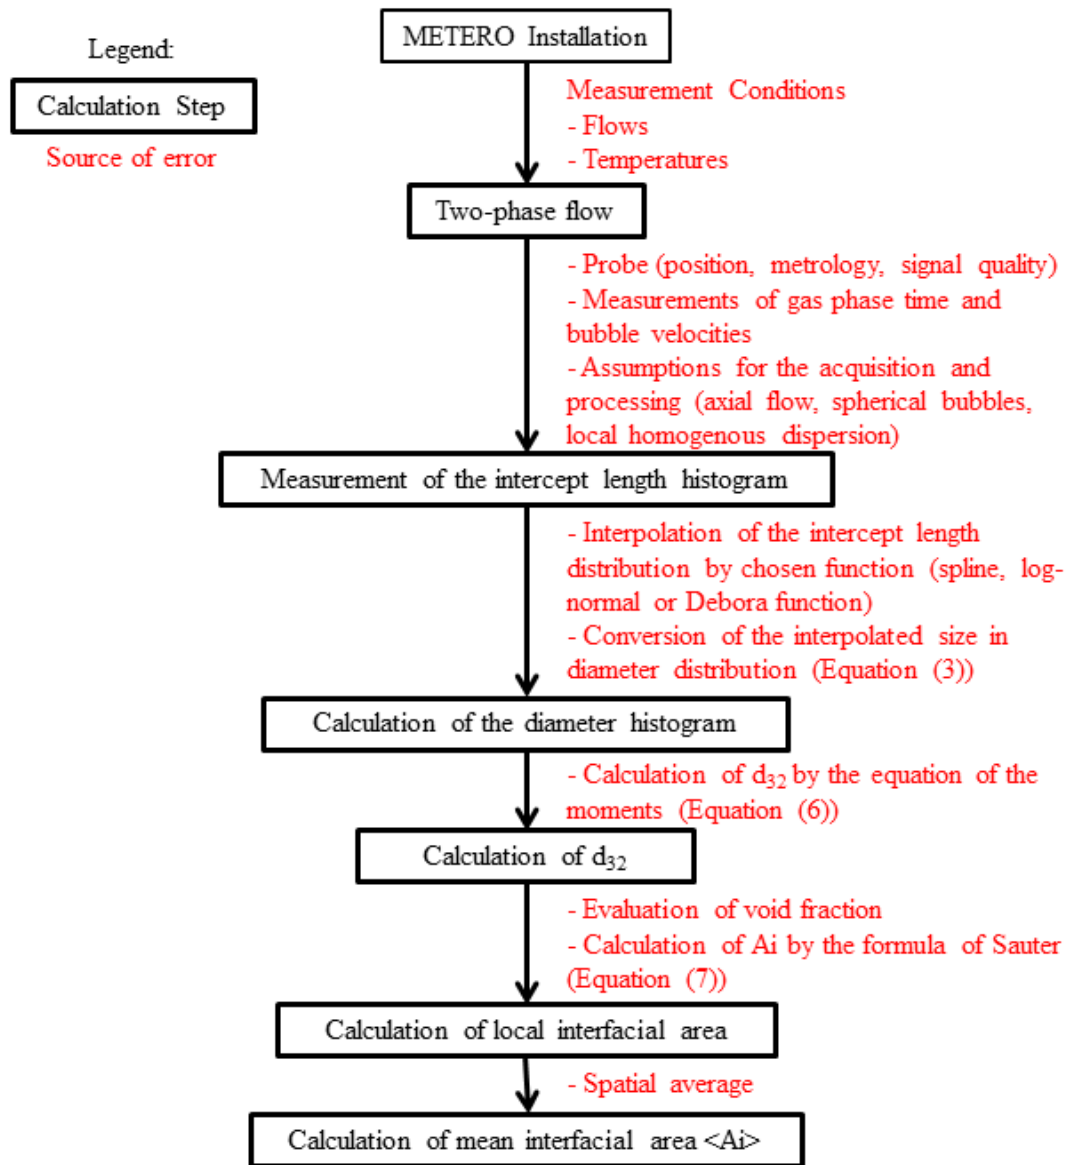 Legend:
Calculation Step
Source of error
METERO Installation
Measurement Conditions
- Flows
- Temperatures
Two-phase flow
- Probe (position, metrology, signal quality)
- Measurements of gas phase time and
bubble velocities
- Assumptions for the acquisition and
processing (axial flow, spherical bubbles,
local homogenous dispersion)
Measurement of the intercept length histogram
- Interpolation of the intercept length
distribution by chosen function (spline, log-
normal or Debora function)
- Conversion of the interpolated size in
diameter distribution (Equation (3))
Calculation of the diameter histogram
- Calculation of d32 by the equation of the
moments (Equation (6))
Calculation of d32
- Evaluation of void fraction
- Calculation of Ai by the formula of Sauter
(Equation (7))
Calculation of local interfacial area
- Spatial average
Calculation of mean interfacial area <Ai>